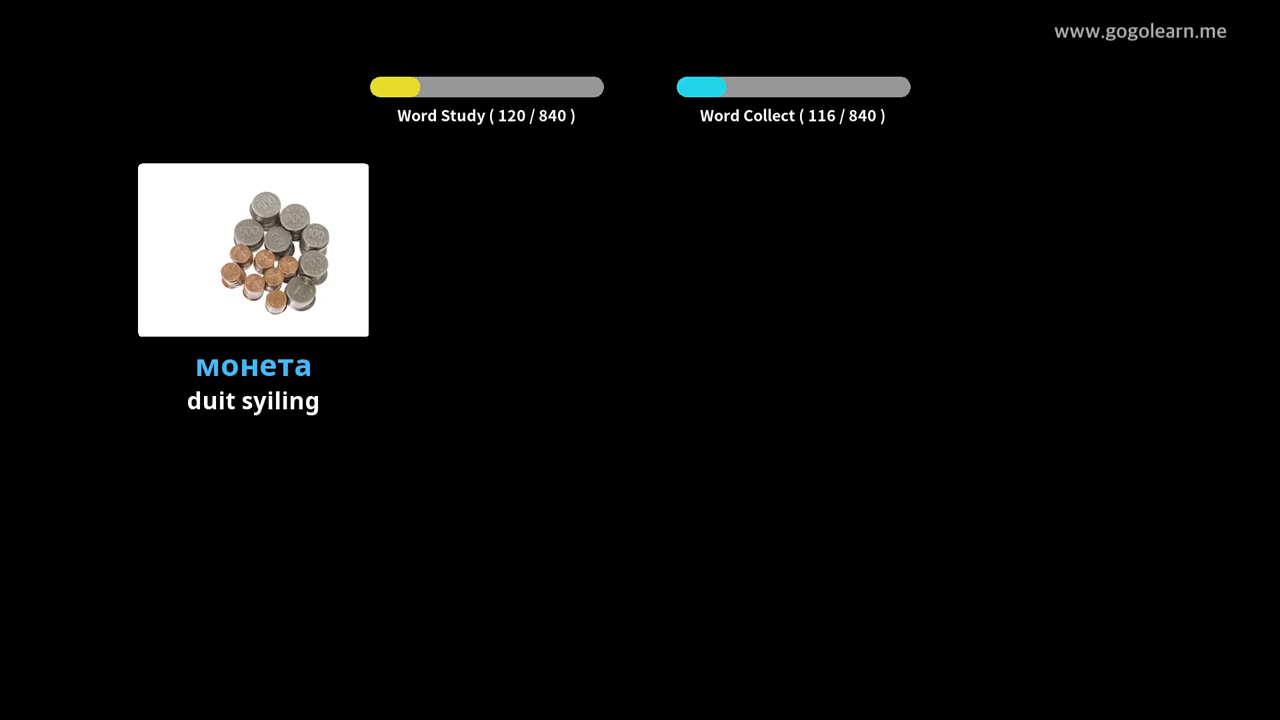 www.gogolearn.me
Word Study ( 120 / 840 )
Word Collect ( 116 / 840 )
монета
duit syiling